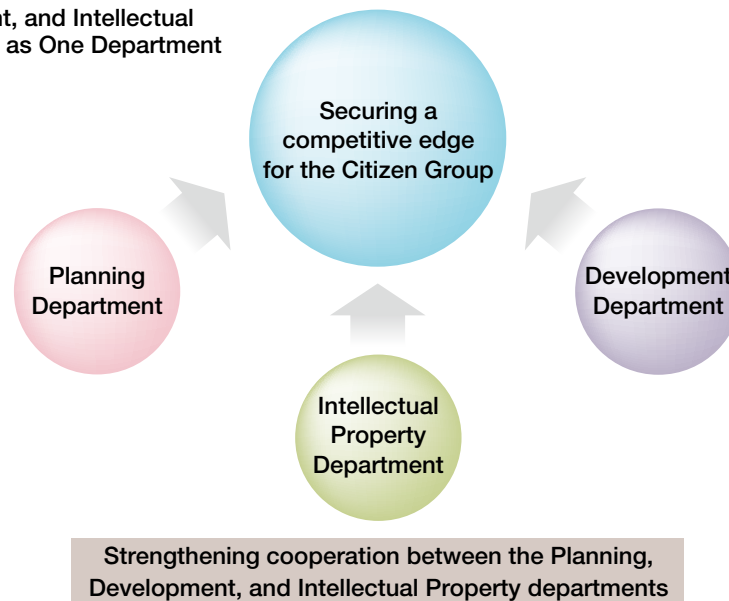 nt, and Intellectual
as One Department
Securing a
competitive edge
for the Citizen Group
Planning
Department
Development
Department
Intellectual
Property
Department
Strengthening cooperation between the Planning,
Development, and Intellectual Property departments